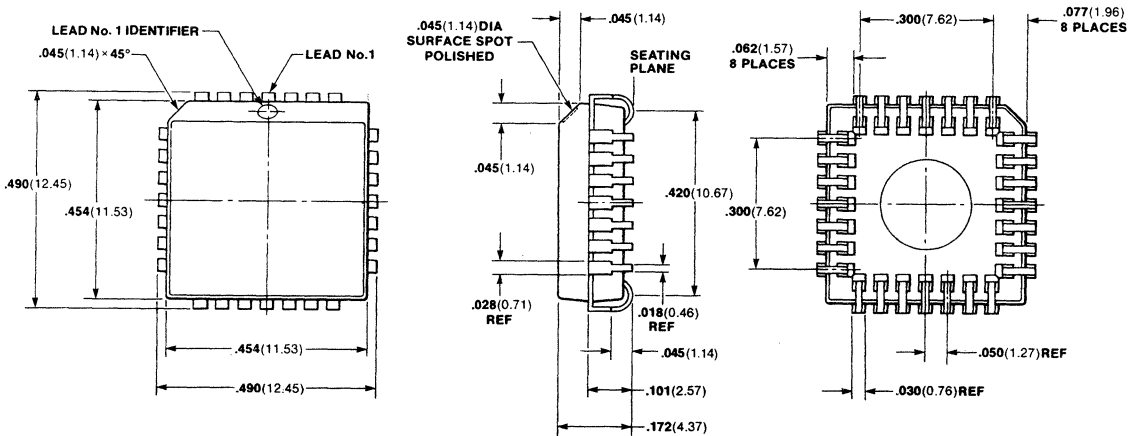 LEAD No. 1 IDENTIFIER
.045(1.14)×45°
LEAD No.1
.490(12.45)
.454(11.53)
.454(11.53)
.490(12.45)
.045(1.14)DIA
SURFACE SPOT
POLISHED
.045(1.14)
SEATING
PLANE
.045
(1.14)
.420(10.67)
.028(0.71)
REF
.018(0.46)
REF
.045(1.14)
.101(2.57)
.172(4.37)
.300(7.62)
.077(1.96)
8 PLACES
.062(1.57)
8 PLACES
.300(7.62)
.050(1.27)REF
.030(0.76)REF